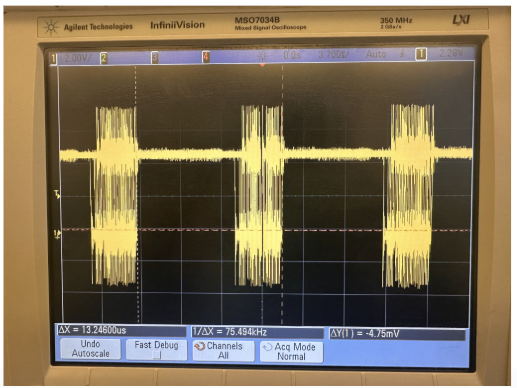 Agilent Technologies InfiniiVision MSO7034B 350 MHz LXI
Mixed Signal Oscilloscope 2 GSa/s
1 2.00V/ 2 3 4 0.0s 3.700 Auto 1 2.28V
ΔX = 13.24600us 1/ΔX = 75.494kHz ΔY(1) = -4.75mV
Undo Autoscale
Fast Debug
Channels All
Acq Mode Normal